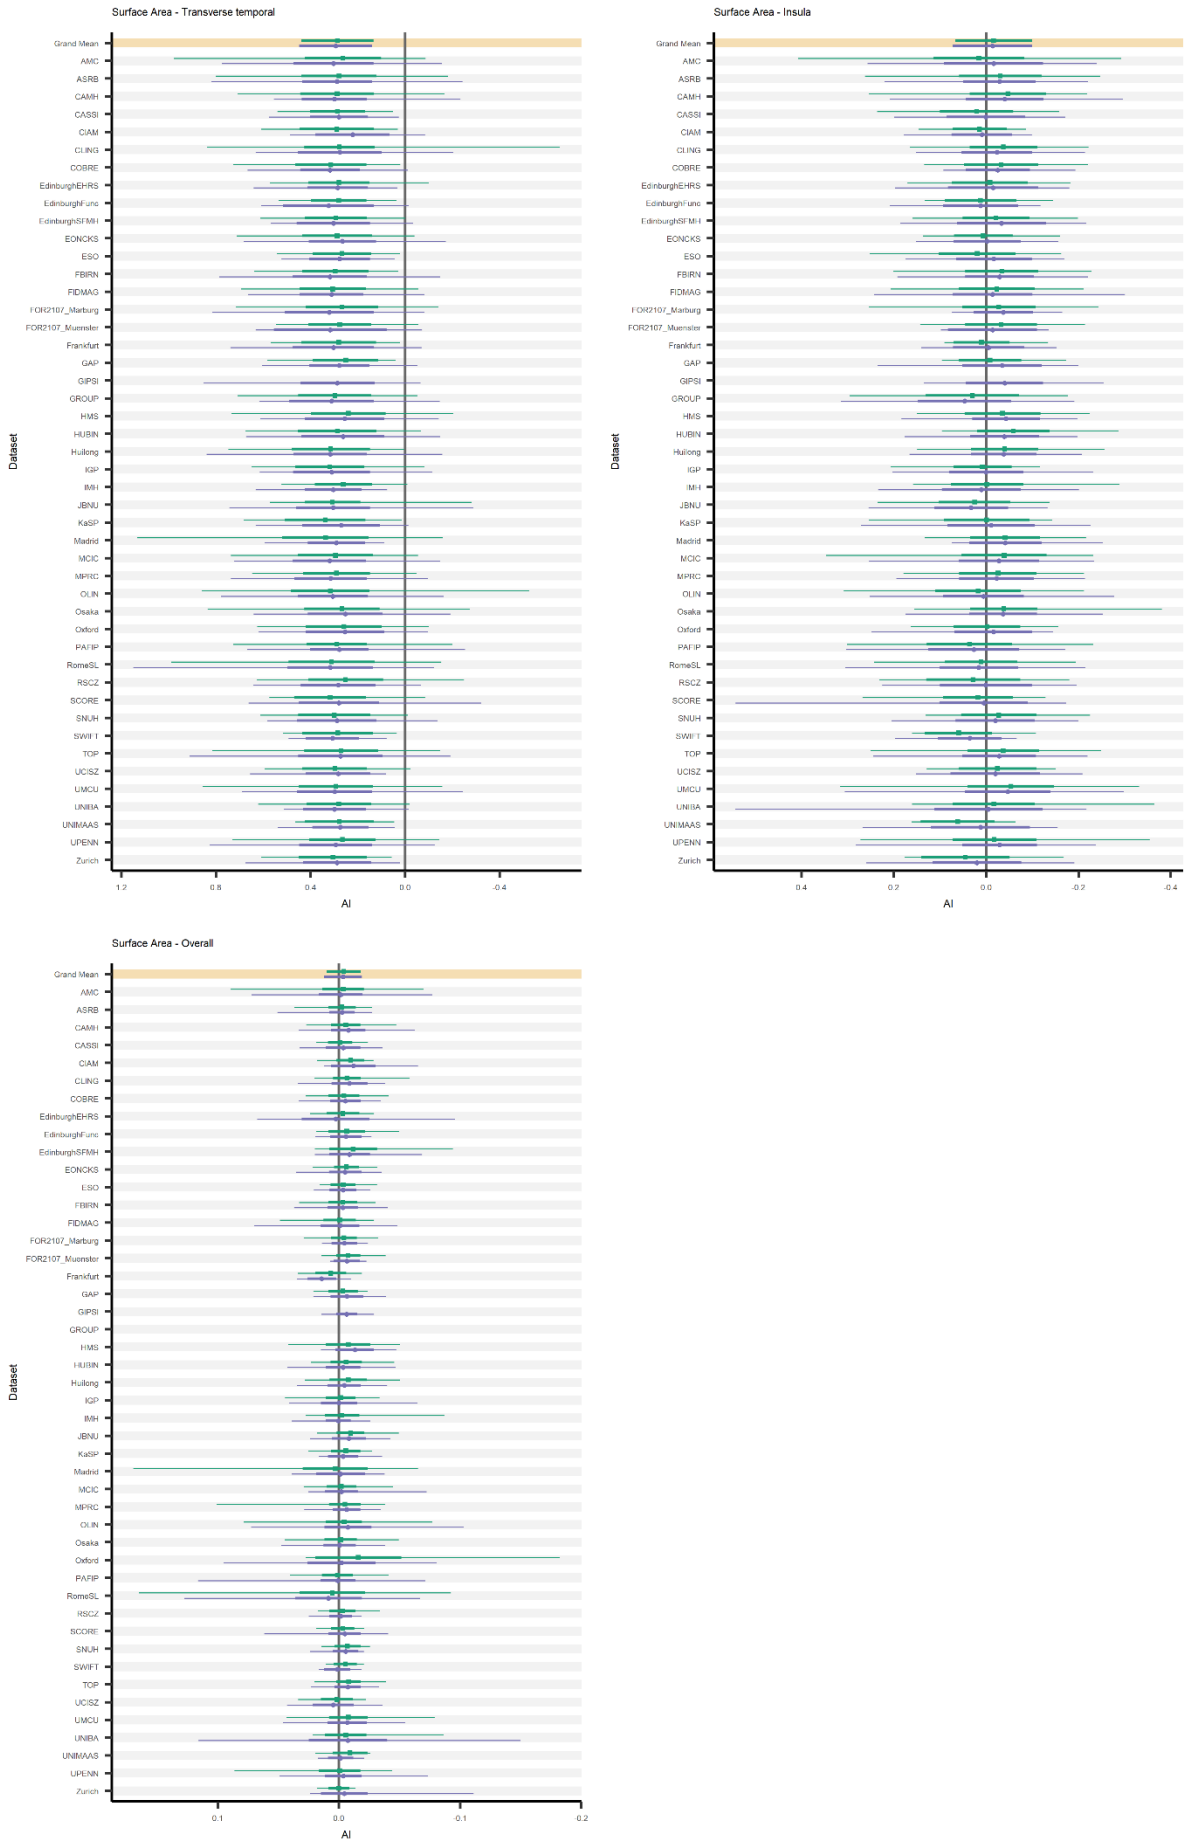 Surface Area - Transverse temporal
Grand Mean
AMC
ASRB
CAMH
CASSI
CIAM
CLING
COBRE
EdinburghEHRS
EdinburghFunc
EdinburghSFMH
EONCKS
ESO
FBIRN
FIDMAG
FOR2107_Marburg
FOR2107_Muenster
Frankfurt
GAP
GIPSI
GROUP
HMS
HUBIN
Huilong
IGP
IMH
JBNU
KaSP
Madrid
MCIC
MPRC
OLIN
Osaka
Oxford
PAFIP
RomeSL
RSCZ
SCORE
SNUH
SWIFT
TOP
UCISZ
UMCU
UNIBA
UNIMAAS
UPENN
Zurich
Dataset
1.2 0.8 0.4 0.0 -0.4
AI
Surface Area - Insula
Grand Mean
AMC
ASRB
CAMH
CASSI
CIAM
CLING
COBRE
EdinburghEHRS
EdinburghFunc
EdinburghSFMH
EONCKS
ESO
FBIRN
FIDMAG
FOR2107_Marburg
FOR2107_Muenster
Frankfurt
GAP
GIPSI
GROUP
HMS
HUBIN
Huilong
IGP
IMH
JBNU
KaSP
Madrid
MCIC
MPRC
OLIN
Osaka
Oxford
PAFIP
RomeSL
RSCZ
SCORE
SNUH
SWIFT
TOP
UCISZ
UMCU
UNIBA
UNIMAAS
UPENN
Zurich
Dataset
0.4 0.2 0.0 -0.2 -0.4
AI
Surface Area - Overall
Grand Mean
AMC
ASRB
CAMH
CASSI
CIAM
CLING
COBRE
EdinburghEHRS
EdinburghFunc
EdinburghSFMH
EONCKS
ESO
FBIRN
FIDMAG
FOR2107_Marburg
FOR2107_Muenster
Frankfurt
GAP
GIPSI
GROUP
HMS
HUBIN
Huilong
IGP
IMH
JBNU
KaSP
Madrid
MCIC
MPRC
OLIN
Osaka
Oxford
PAFIP
RomeSL
RSCZ
SCORE
SNUH
SWIFT
TOP
UCISZ
UMCU
UNIBA
UNIMAAS
UPENN
Zurich
Dataset
0.1 0.0 -0.1 -0.2
AI